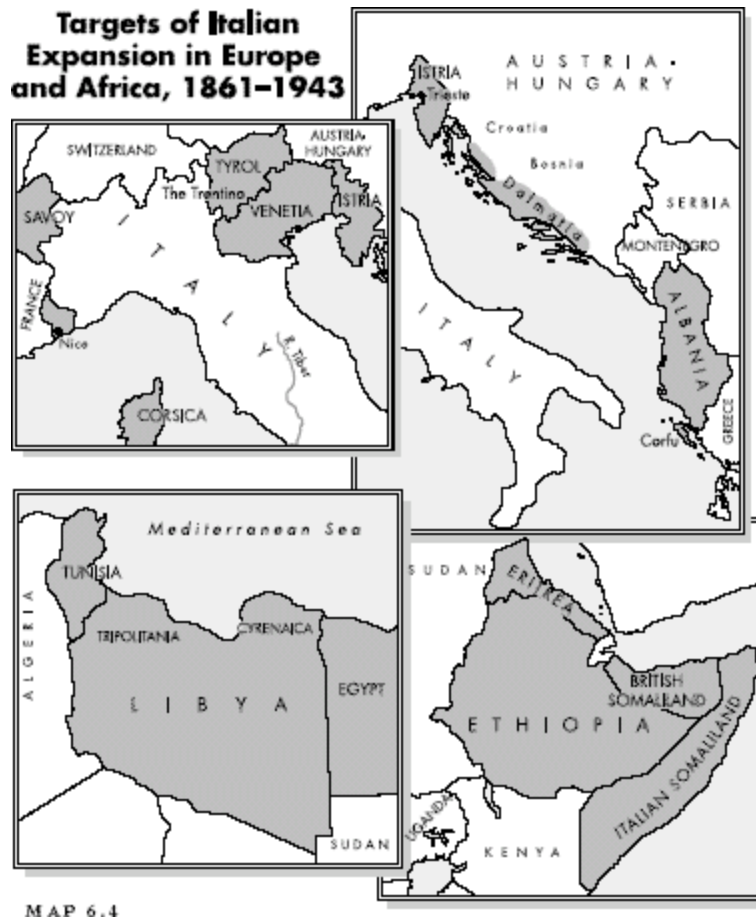 Targets of Italian
Expansion in Europe
and Africa, 1861–1943
SWITZERLAND
AUSTRIA-
HUNGARY
TYROL
The Trentino
VENETIA
ISTRIA
SAVOY
ITALY
FRANCE
Nice
R. Tiber
CORSICA
ISTRIA
Trieste
AUSTRIA-
HUNGARY
Croatia
Bosnia
Dalmatia
SERBIA
MONTENEGRO
ITALY
ALBANIA
Corfu
GREECE
Mediterranean Sea
TUNISIA
ALGERIA
TRIPOLITANIA
CYRENAICA
LIBYA
EGYPT
SUDAN
SUDAN
ERITREA
BRITISH
SOMALILAND
ETHIOPIA
ITALIAN SOMALILAND
UGANDA
KENYA
MAP 6.4